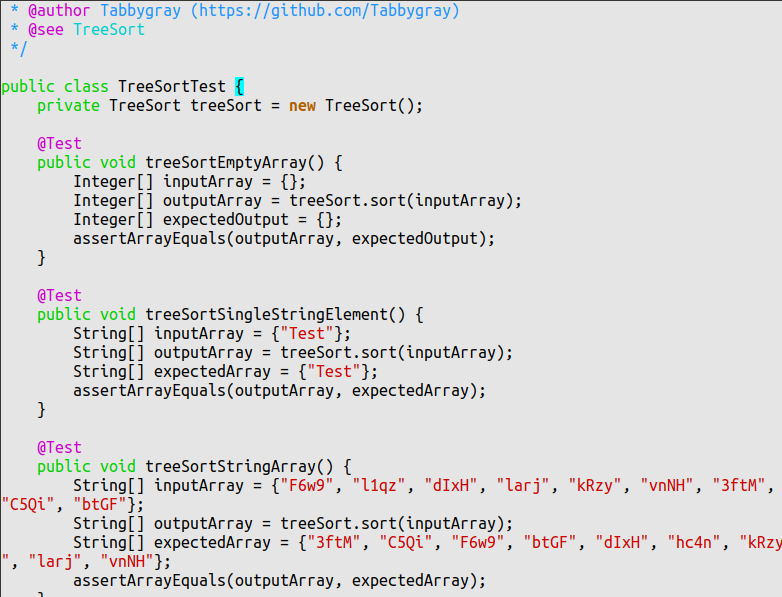 * @author Tabbygray (https://github.com/Tabbygray)
* @see TreeSort
*/
public class TreeSortTest {
private TreeSort treeSort = new TreeSort();
@Test
public void treeSortEmptyArray() {
Integer[] inputArray = {};
Integer[] outputArray = treeSort.sort(inputArray);
Integer[] expectedOutput = {};
assertArrayEquals(outputArray, expectedOutput);
}
@Test
public void treeSortSingleStringElement() {
String[] inputArray = {"Test"};
String[] outputArray = treeSort.sort(inputArray);
String[] expectedArray = {"Test"};
assertArrayEquals(outputArray, expectedArray);
}
@Test
public void treeSortStringArray() {
String[] inputArray = {"F6w9", "l1qz", "dIxH", "larj", "kRzy", "vnNH", "3ftM",
"C5Qi", "btGF"};
String[] outputArray = treeSort.sort(inputArray);
String[] expectedArray = {"3ftM", "C5Qi", "F6w9", "btGF", "dIxH", "hc4n", "kRzy
", "larj", "vnNH"};
assertArrayEquals(outputArray, expectedArray);
}